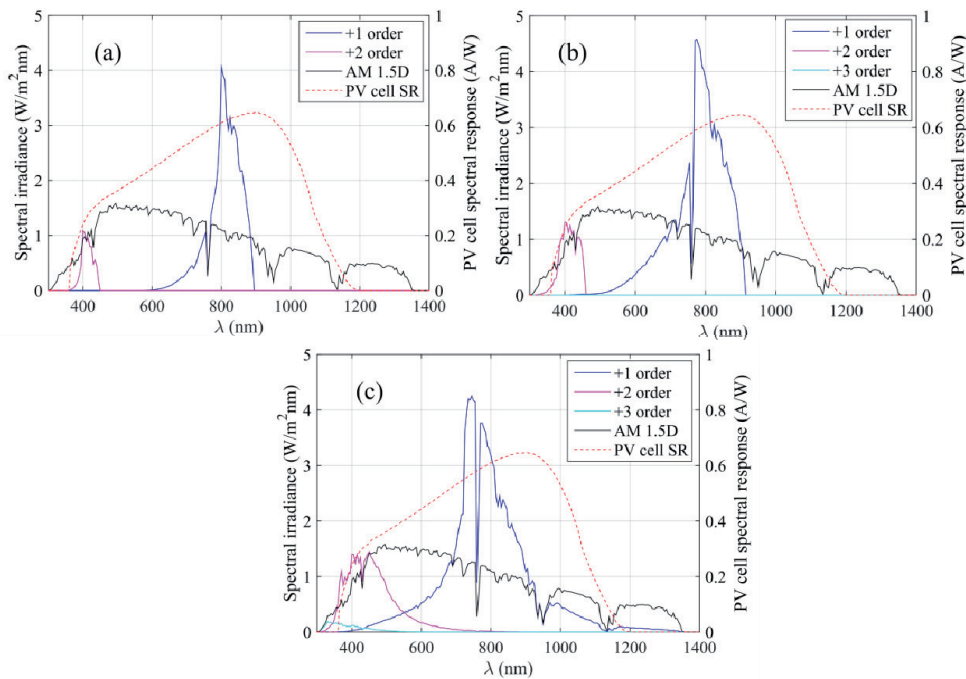 (a)
+1 order
+2 order
AM 1.5D
PV cell SR
Spectral irradiance (W/m²nm)
PV cell spectral response (A/W)
5
4
3
2
1
0
1
0.8
0.6
0.4
0.2
0
400 600 800 1000 1200 1400
λ (nm)
(b)
+1 order
+2 order
+3 order
AM 1.5D
PV cell SR
Spectral irradiance (W/m²nm)
PV cell spectral response (A/W)
5
4
3
2
1
0
1
0.8
0.6
0.4
0.2
0
400 600 800 1000 1200 1400
λ (nm)
(c)
+1 order
+2 order
+3 order
AM 1.5D
PV cell SR
Spectral irradiance (W/m²nm)
PV cell spectral response (A/W)
5
4
3
2
1
0
1
0.8
0.6
0.4
0.2
0
400 600 800 1000 1200 1400
λ (nm)